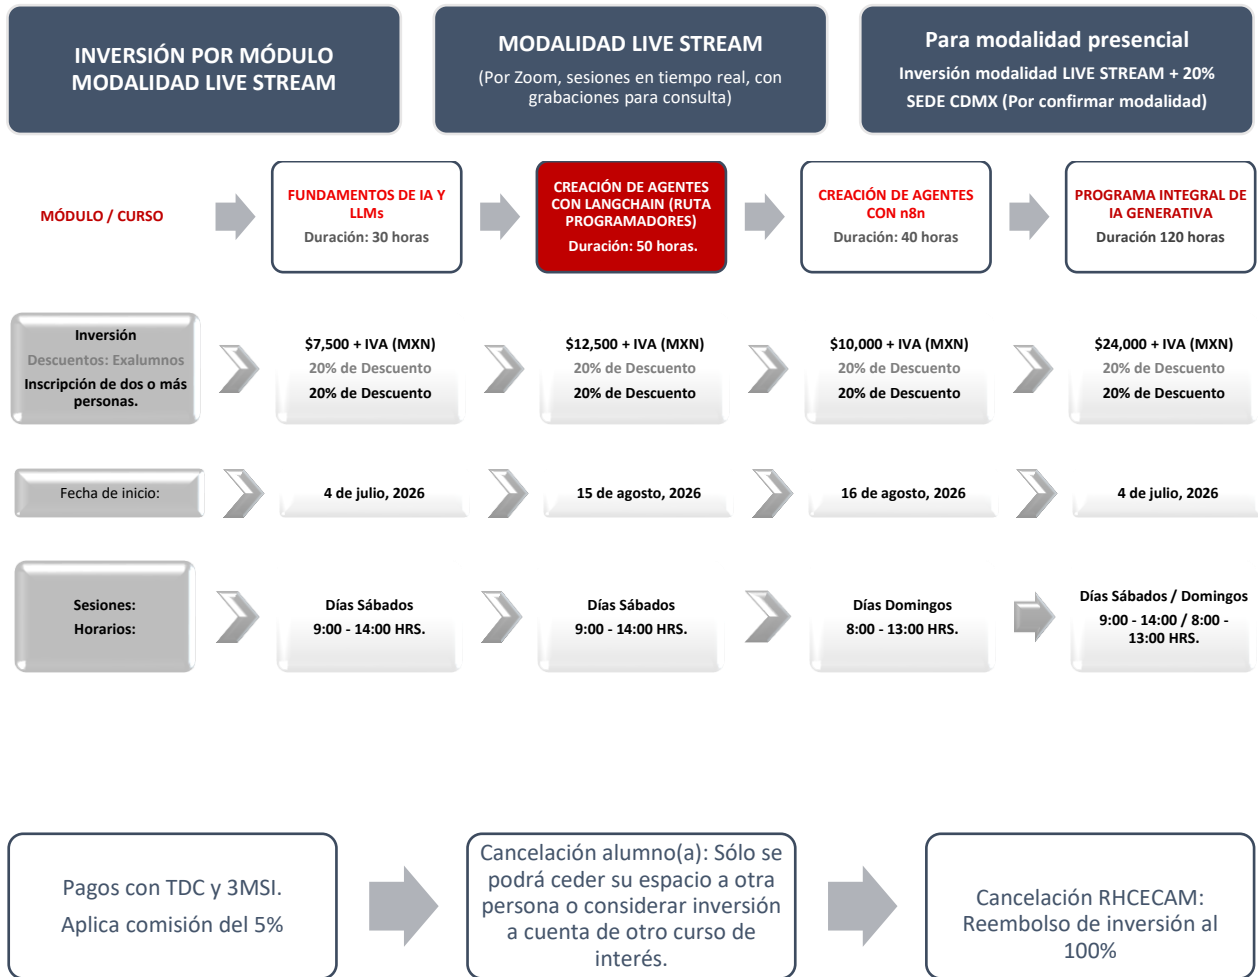 INVERSIÓN POR MÓDULO
MODALIDAD LIVE STREAM
MODALIDAD LIVE STREAM
(Por Zoom, sesiones en tiempo real, con
grabaciones para consulta)
Para modalidad presencial
Inversión modalidad LIVE STREAM + 20%
SEDE CDMX (Por confirmar modalidad)
MÓDULO / CURSO
FUNDAMENTOS DE IA Y
LLMs
Duración: 30 horas
CREACIÓN DE AGENTES
CON LANGCHAIN (RUTA
PROGRAMADORES)
Duración: 50 horas.
CREACIÓN DE AGENTES
CON n8n
Duración: 40 horas
PROGRAMA INTEGRAL DE
IA GENERATIVA
Duración 120 horas
Inversión
Descuentos: Exalumnos
Inscripción de dos o más
personas.
$7,500 + IVA (MXN)
20% de Descuento
20% de Descuento
$12,500 + IVA (MXN)
20% de Descuento
20% de Descuento
$10,000 + IVA (MXN)
20% de Descuento
20% de Descuento
$24,000 + IVA (MXN)
20% de Descuento
20% de Descuento
Fecha de inicio:
4 de julio, 2026
15 de agosto, 2026
16 de agosto, 2026
4 de julio, 2026
Sesiones:
Horarios:
Días Sábados
9:00 - 14:00 HRS.
Días Sábados
9:00 - 14:00 HRS.
Días Domingos
8:00 - 13:00 HRS.
Días Sábados / Domingos
9:00 - 14:00 / 8:00 -
13:00 HRS.
Pagos con TDC y 3MSI.
Aplica comisión del 5%
Cancelación alumno(a): Sólo se
podrá ceder su espacio a otra
persona o considerar inversión
a cuenta de otro curso de
interés.
Cancelación RHCECAM:
Reembolso de inversión al
100%